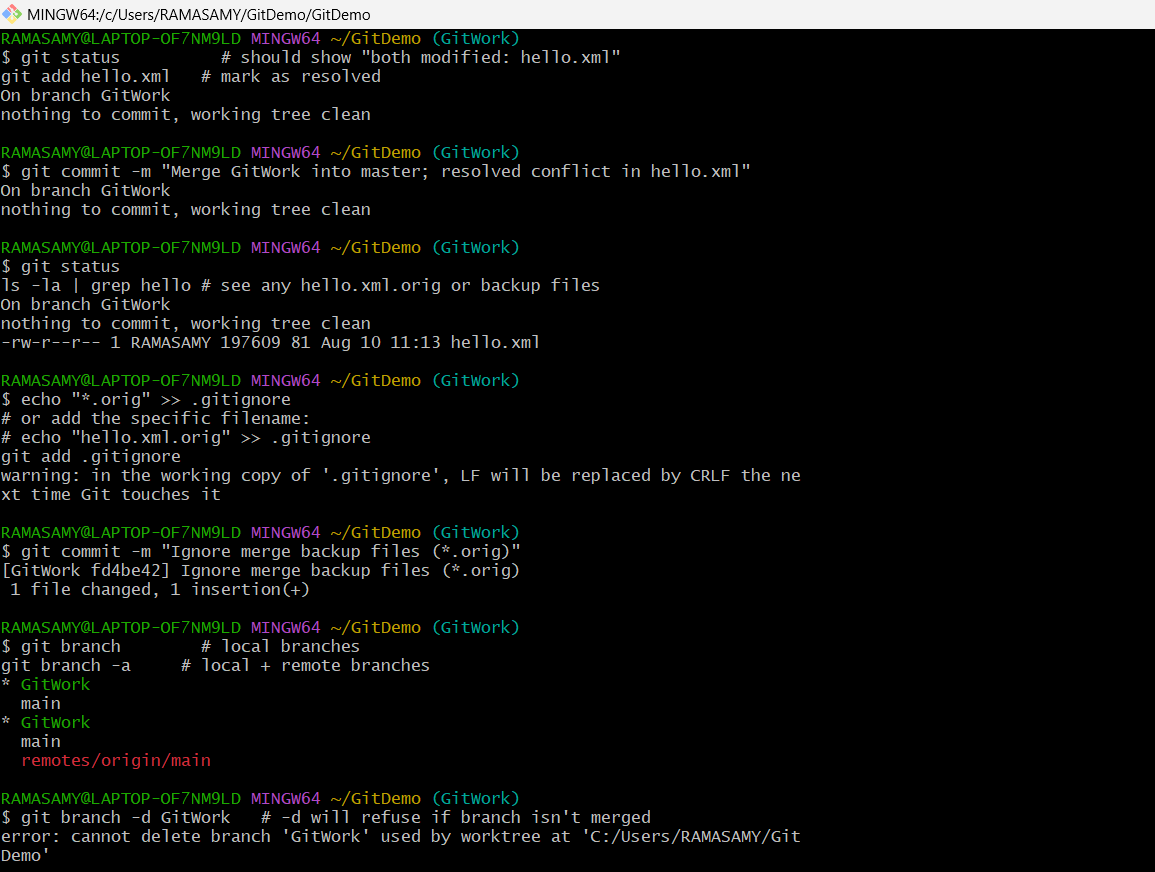 MINGW64:/c/Users/RAMASAMY/GitDemo/GitDemo
RAMASAMY@LAPTOP-OF7NM9LD MINGW64 ~/GitDemo (GitWork)
$ git status          # should show "both modified: hello.xml"
git add hello.xml   # mark as resolved
On branch GitWork
nothing to commit, working tree clean
RAMASAMY@LAPTOP-OF7NM9LD MINGW64 ~/GitDemo (GitWork)
$ git commit -m "Merge GitWork into master; resolved conflict in hello.xml"
On branch GitWork
nothing to commit, working tree clean
RAMASAMY@LAPTOP-OF7NM9LD MINGW64 ~/GitDemo (GitWork)
$ git status
ls -la | grep hello # see any hello.xml.orig or backup files
On branch GitWork
nothing to commit, working tree clean
-rw-r--r-- 1 RAMASAMY 197609 81 Aug 10 11:13 hello.xml
RAMASAMY@LAPTOP-OF7NM9LD MINGW64 ~/GitDemo (GitWork)
$ echo "*.orig" >> .gitignore
# or add the specific filename:
# echo "hello.xml.orig" >> .gitignore
git add .gitignore
warning: in the working copy of '.gitignore', LF will be replaced by CRLF the ne
xt time Git touches it
RAMASAMY@LAPTOP-OF7NM9LD MINGW64 ~/GitDemo (GitWork)
$ git commit -m "Ignore merge backup files (*.orig)"
[GitWork fd4be42] Ignore merge backup files (*.orig)
 1 file changed, 1 insertion(+)
RAMASAMY@LAPTOP-OF7NM9LD MINGW64 ~/GitDemo (GitWork)
$ git branch        # local branches
git branch -a     # local + remote branches
* GitWork
  main
* GitWork
  main
  remotes/origin/main
RAMASAMY@LAPTOP-OF7NM9LD MINGW64 ~/GitDemo (GitWork)
$ git branch -d GitWork   # -d will refuse if branch isn't merged
error: cannot delete branch 'GitWork' used by worktree at 'C:/Users/RAMASAMY/Git
Demo'